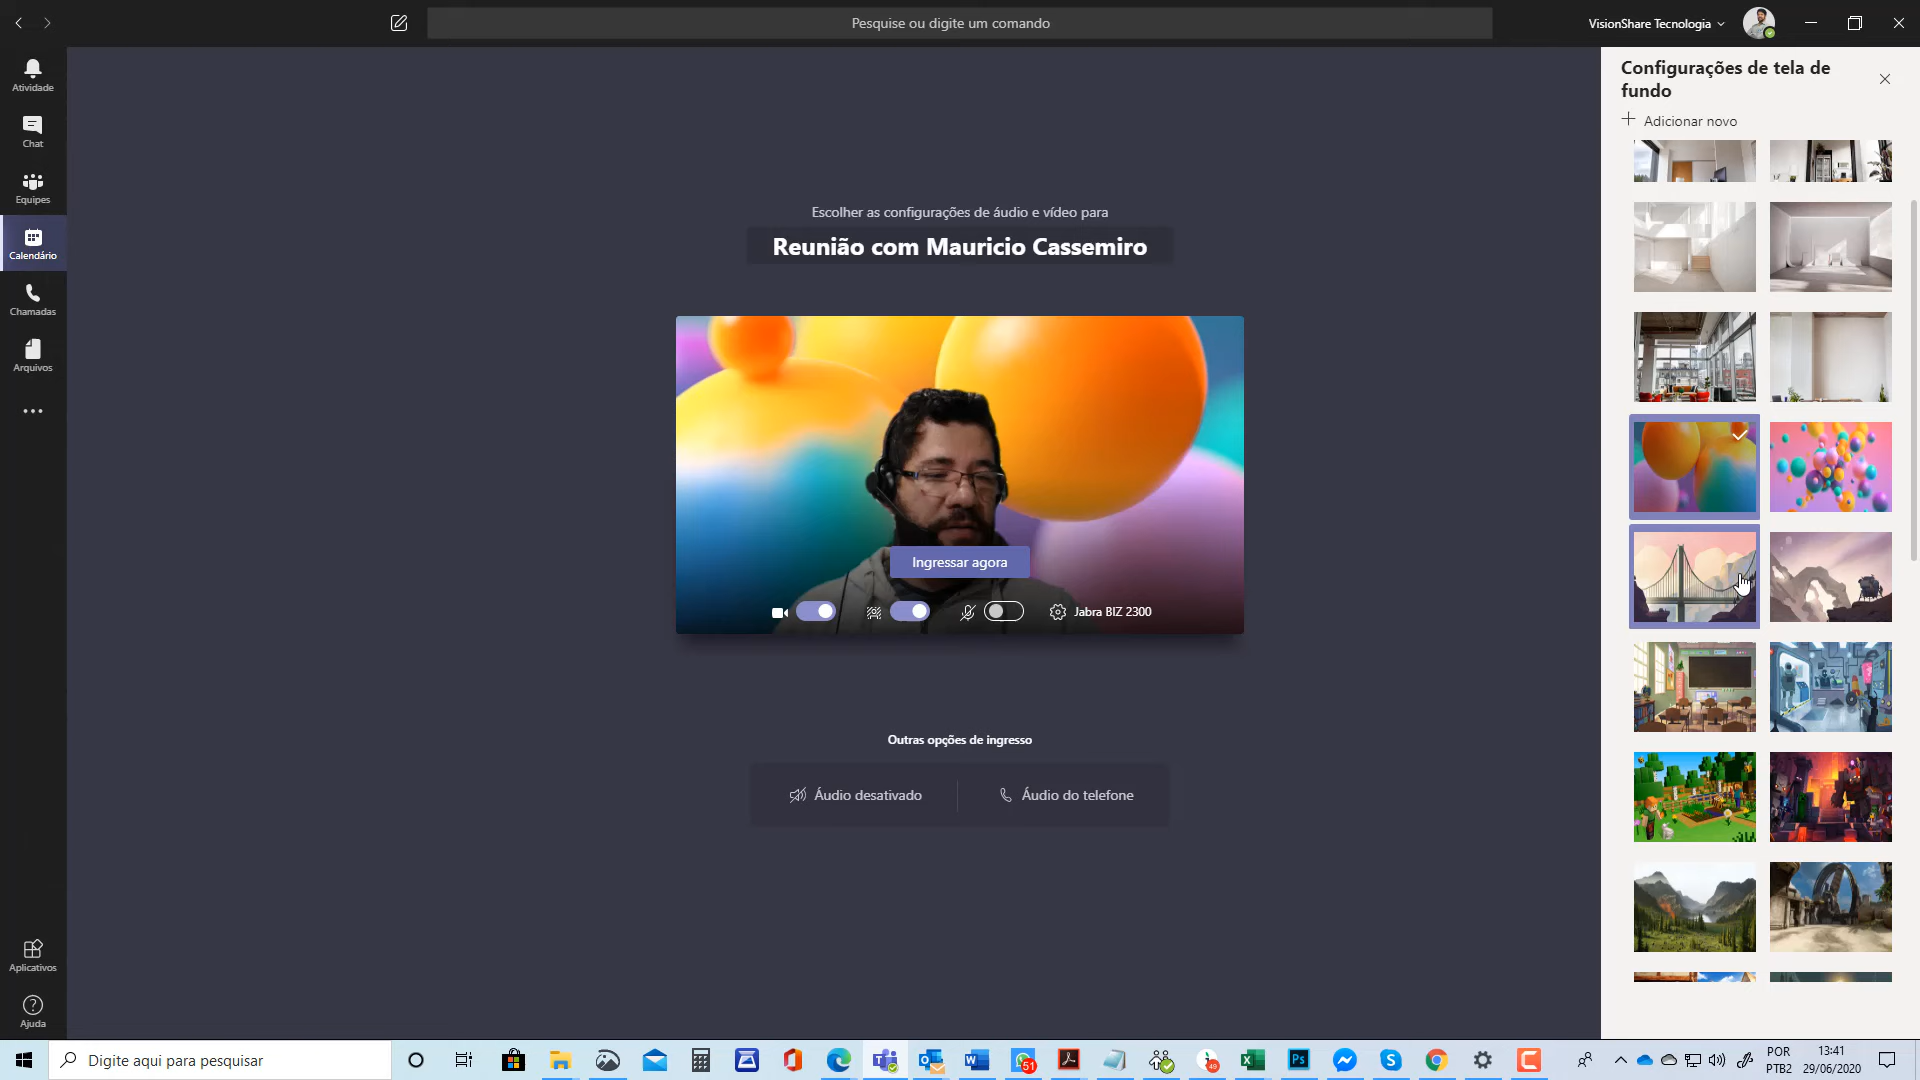 Pesquise ou digite um comando
VisionShare Tecnologia
Atividade
Chat
Equipes
Calendário
Chamadas
Arquivos
Aplicativos
Ajuda
Escolher as configurações de áudio e vídeo para
Reunião com Mauricio Cassemiro
Ingressar agora
Jabra BIZ 2300
Outras opções de ingresso
Áudio desativado
Áudio do telefone
Configurações de tela de
fundo
Adicionar novo
Digite aqui para pesquisar
51
49
POR
PTB2
13:41
29/06/2020